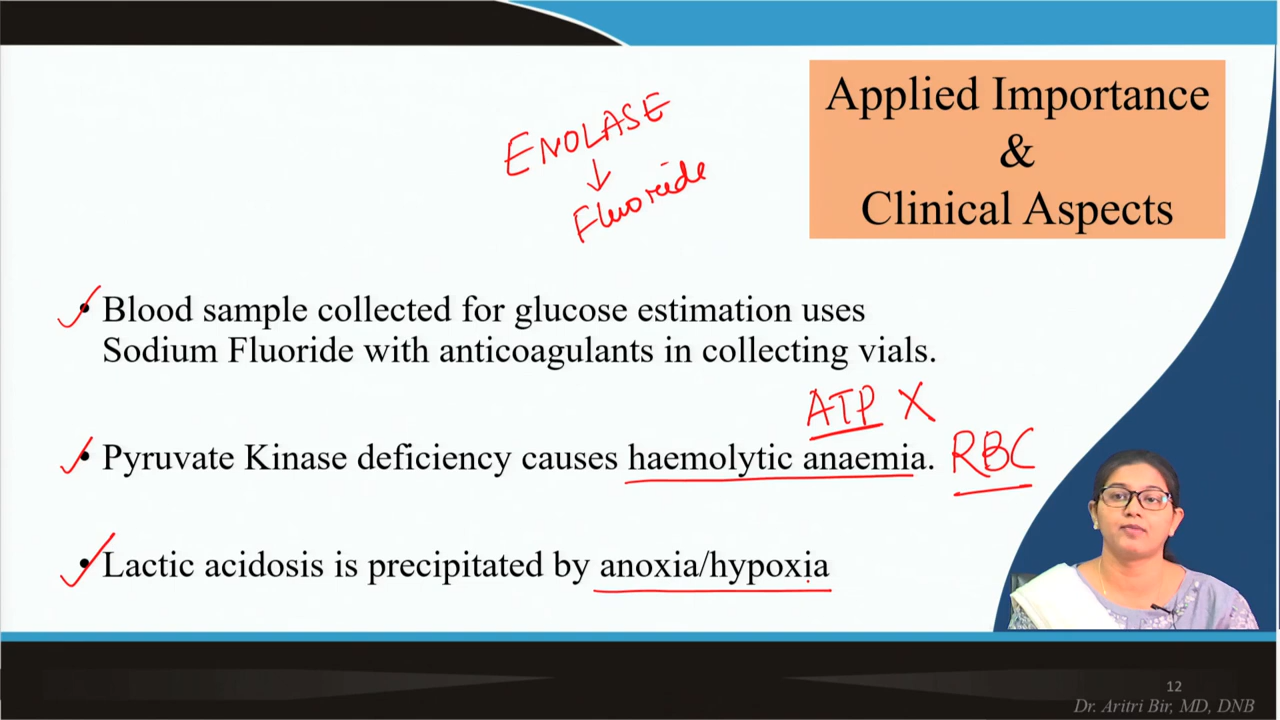 Applied Importance
&
Clinical Aspects
ENOLASE
↓
Fluoride
• Blood sample collected for glucose estimation uses
Sodium Fluoride with anticoagulants in collecting vials.
ATP X
• Pyruvate Kinase deficiency causes haemolytic anaemia. RBC
• Lactic acidosis is precipitated by anoxia/hypoxia
12
Dr. Aritri Bir, MD, DNB